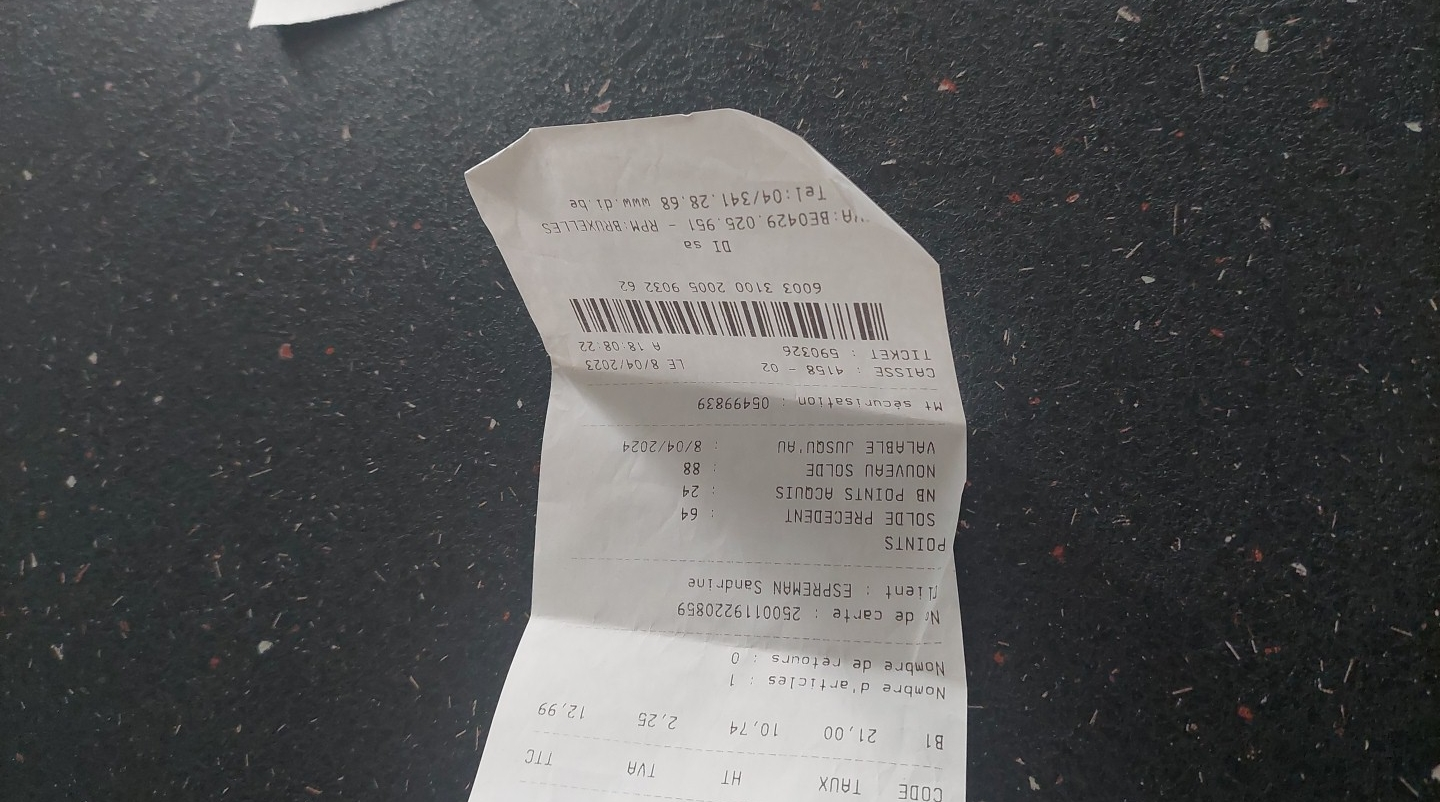 CODE TAUX HT TVA TTC
B1 21,00 10,74 2,25 12,99
Nombre d'articles : 1
Nombre de retours : 0
Nr de carte : 2500119220859
Client : ESPREMAN Sandrine
POINTS
SOLDE PRECEDENT : 64
NB POINTS ACQUIS : 24
NOUVEAU SOLDE : 88
VALABLE JUSQU'AU : 8/04/2024
Mt sécurisation : 05499839
CAISSE : 4158 - 02 LE 8/04/2023
TICKET : 590326 A 18:08:22
6003 3100 2005 9032 62
DI sa
VA:BE0429.025.951 - RPM:BRUXELLES
Tel:04/341.28.68 www.di.be